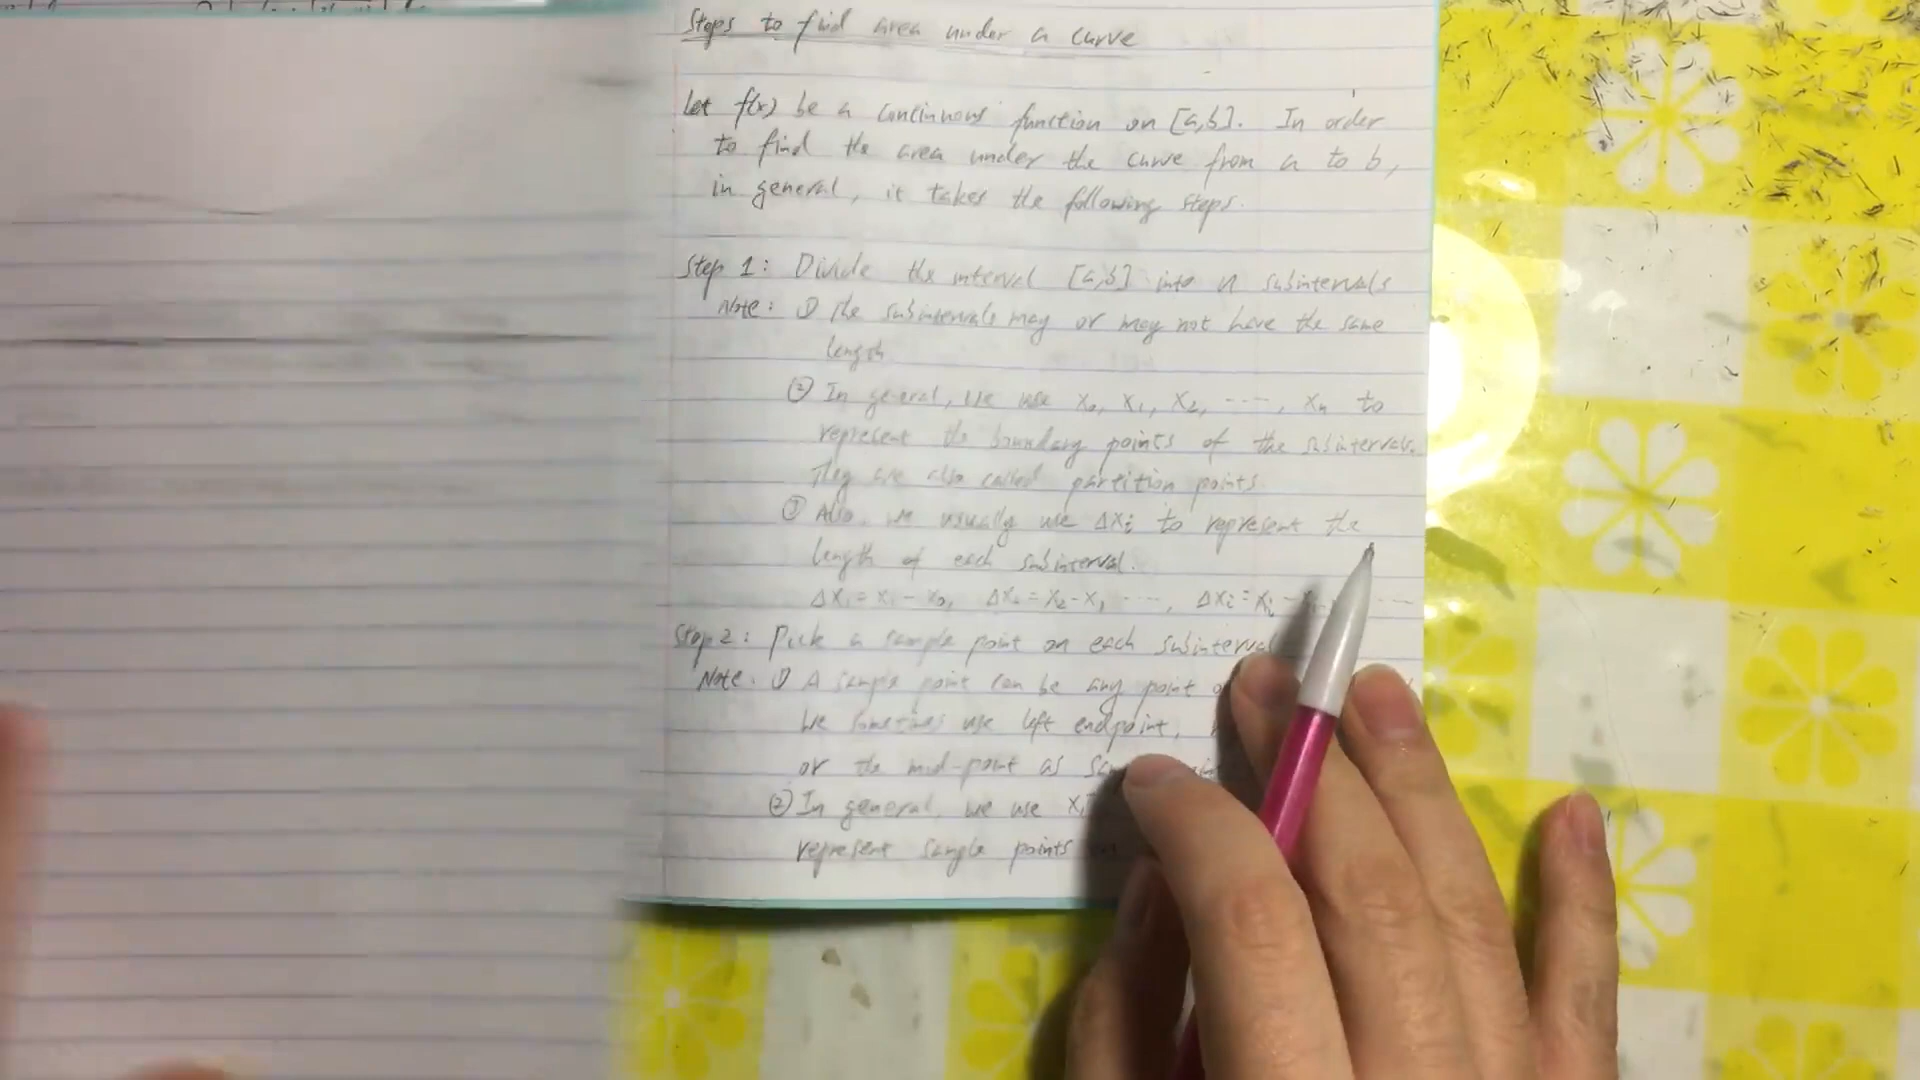 Steps to find area under a curve
Let f(x) be a continuous function on [a,b]. In order
to find the area under the curve from a to b,
in general, it takes the following steps.
Step 1: Divide the interval [a,b] into n subintervals
Note: ① The subintervals may or may not have the same
length
② In general, we use x₀, x₁, x₂, ----, xₙ to
represent the boundary points of the subintervals.
They are also called partition points.
③ Also, we usually use Δxi to represent the
length of each subinterval.
Δx₁ = x₁ - x₀, Δx₂ = x₂ - x₁ ----, Δxi = xi - ----
Step 2: Pick a sample point on each subinterval
Note: ① A sample point can be any point
We sometimes use left endpoint,
or the mid-point as
② In general, we use
represent sample points